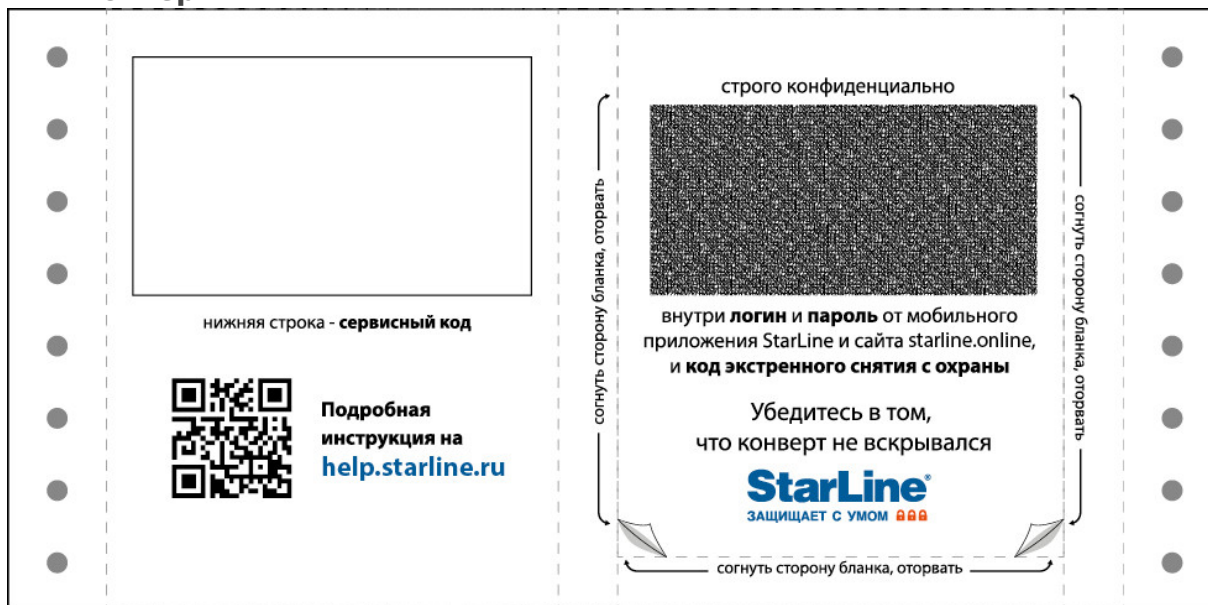 нижняя строка - сервисный код
Подробная
инструкция на
help.starline.ru
согнуть сторону бланка, оторвать
строго конфиденциально
внутри логин и пароль от мобильного
приложения StarLine и сайта starline.online,
и код экстренного снятия с охраны
Убедитесь в том,
что конверт не вскрывался
StarLine®
ЗАЩИЩАЕТ С УМОМ
согнуть сторону бланка, оторвать
согнуть сторону бланка, оторвать